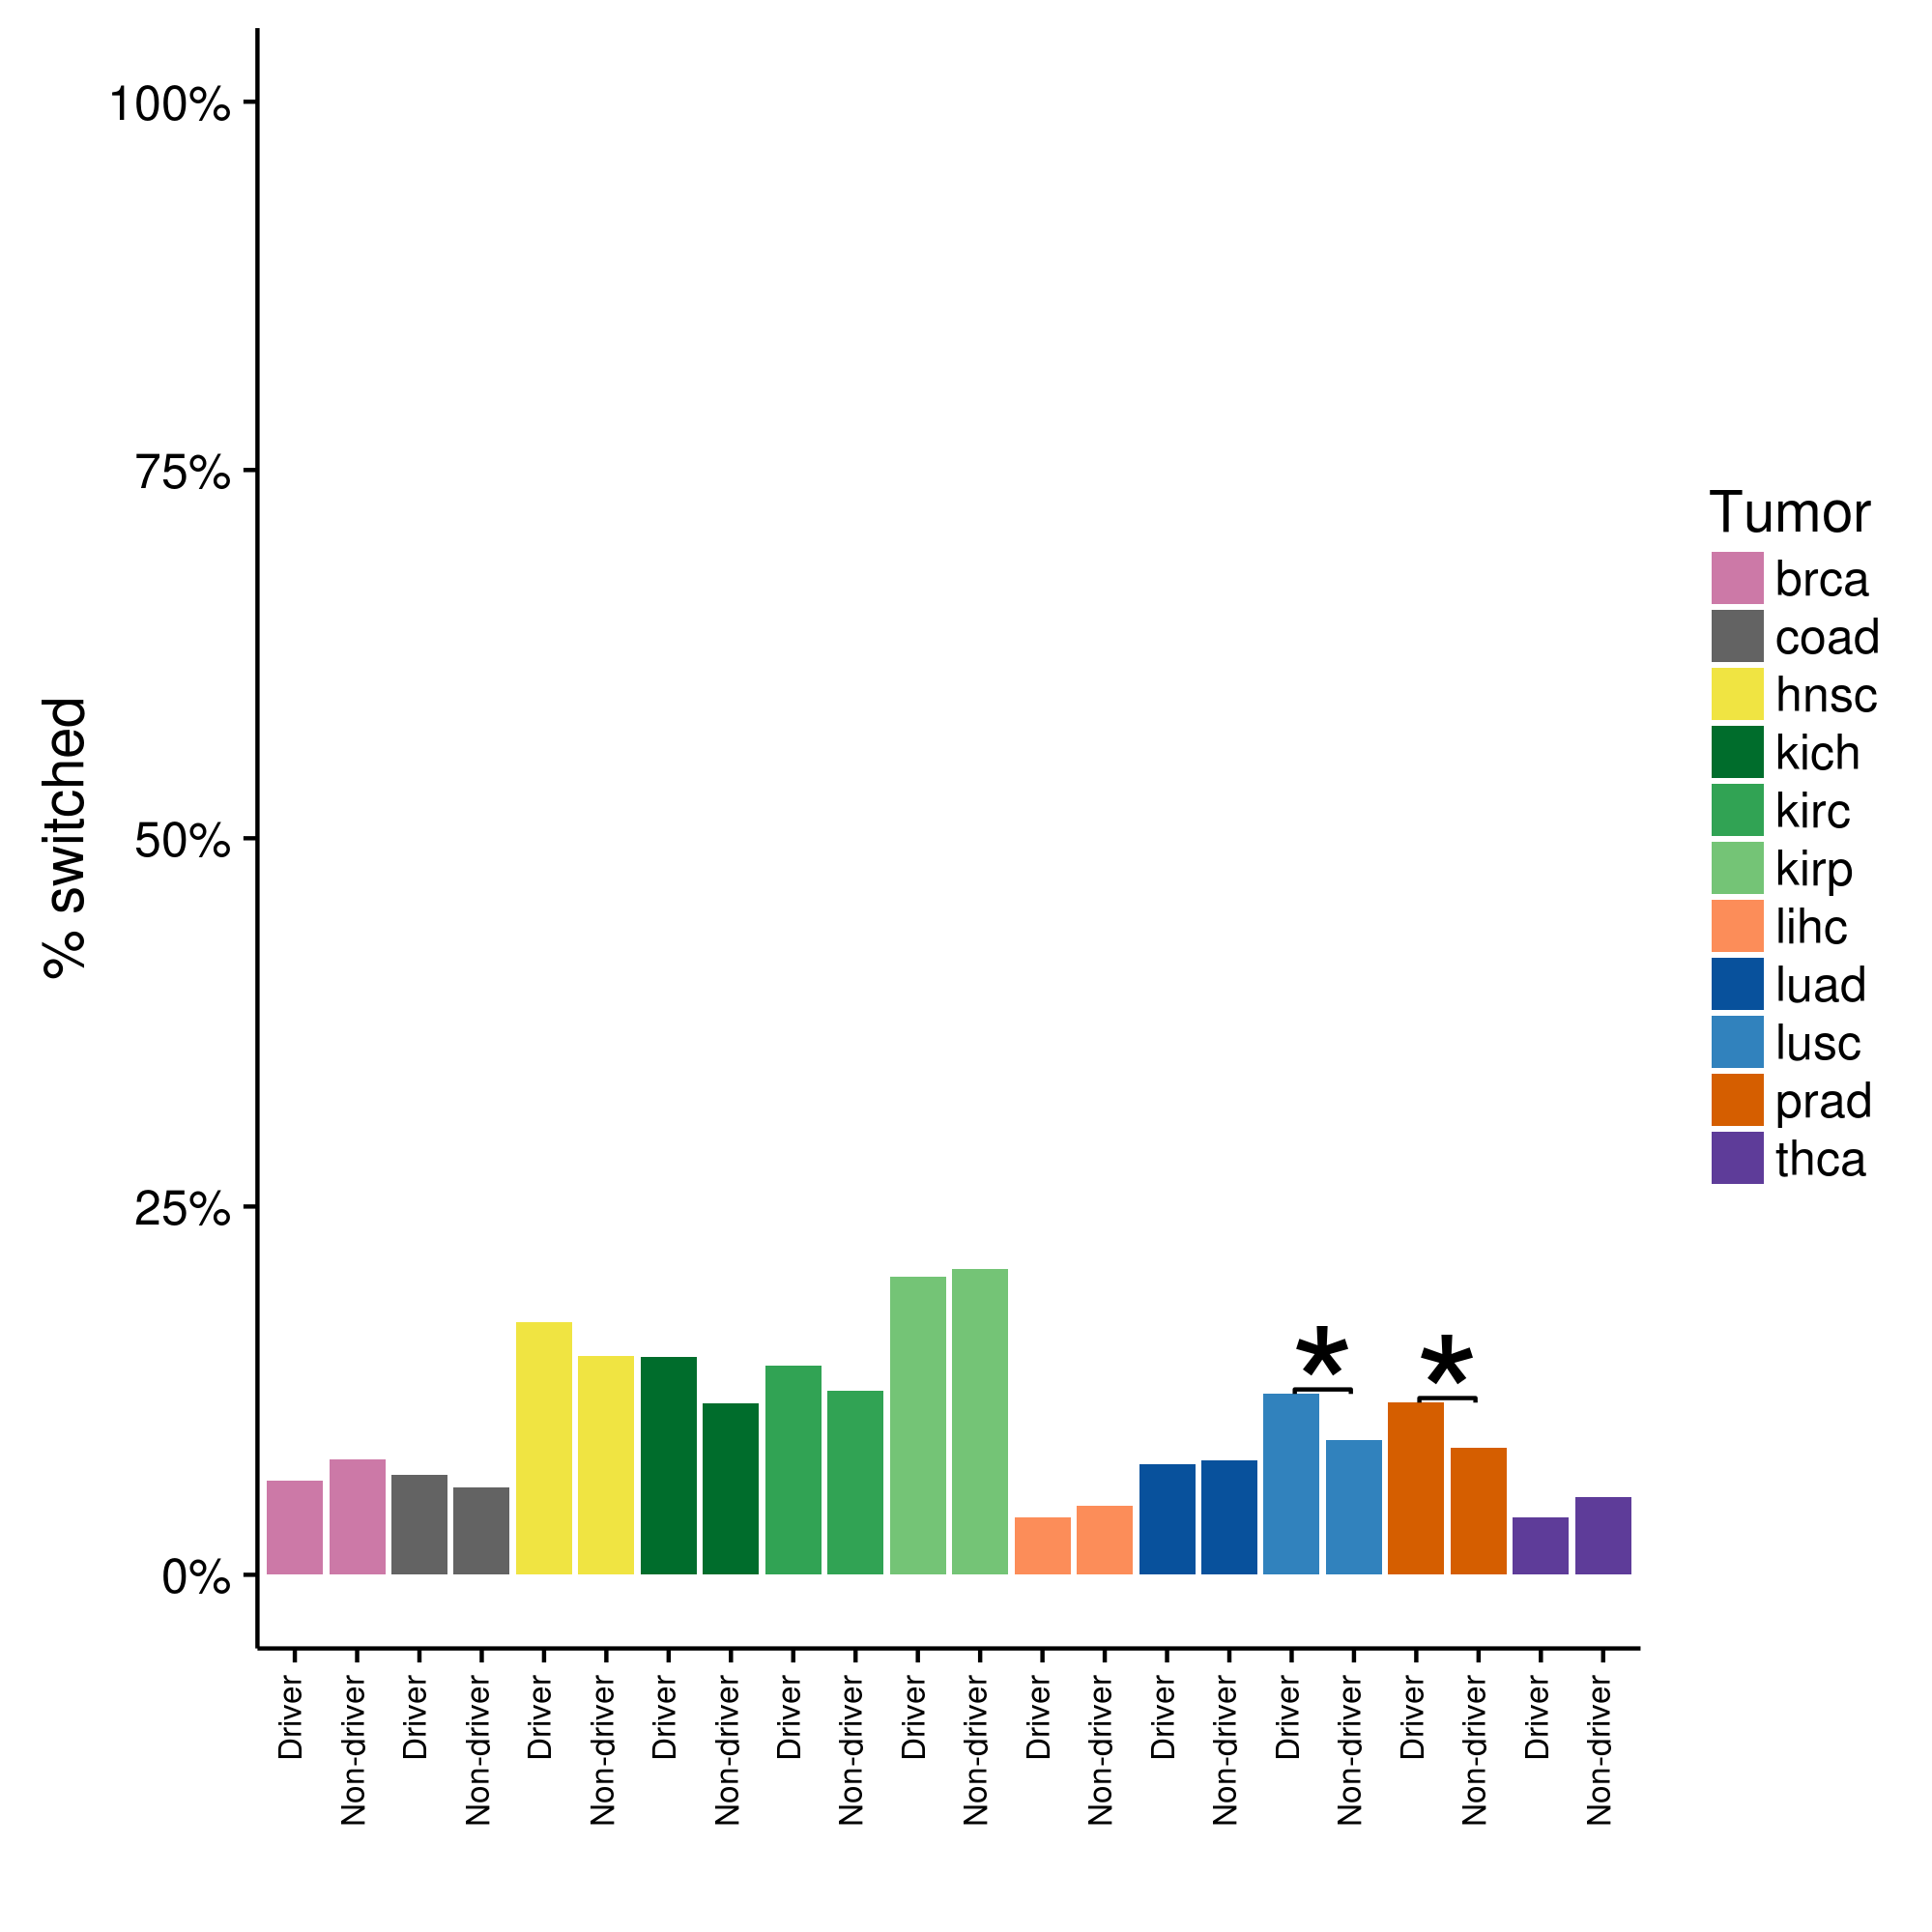 100%
75%
50%
25%
0%
% switched
Driver
Non-driver
Driver
Non-driver
Driver
Non-driver
Driver
Non-driver
Driver
Non-driver
Driver
Non-driver
Driver
Non-driver
Driver
Non-driver
Driver
Non-driver
Driver
Non-driver
Driver
Non-driver
*
*
Tumor
brca
coad
hnsc
kich
kirc
kirp
lihc
luad
lusc
prad
thca